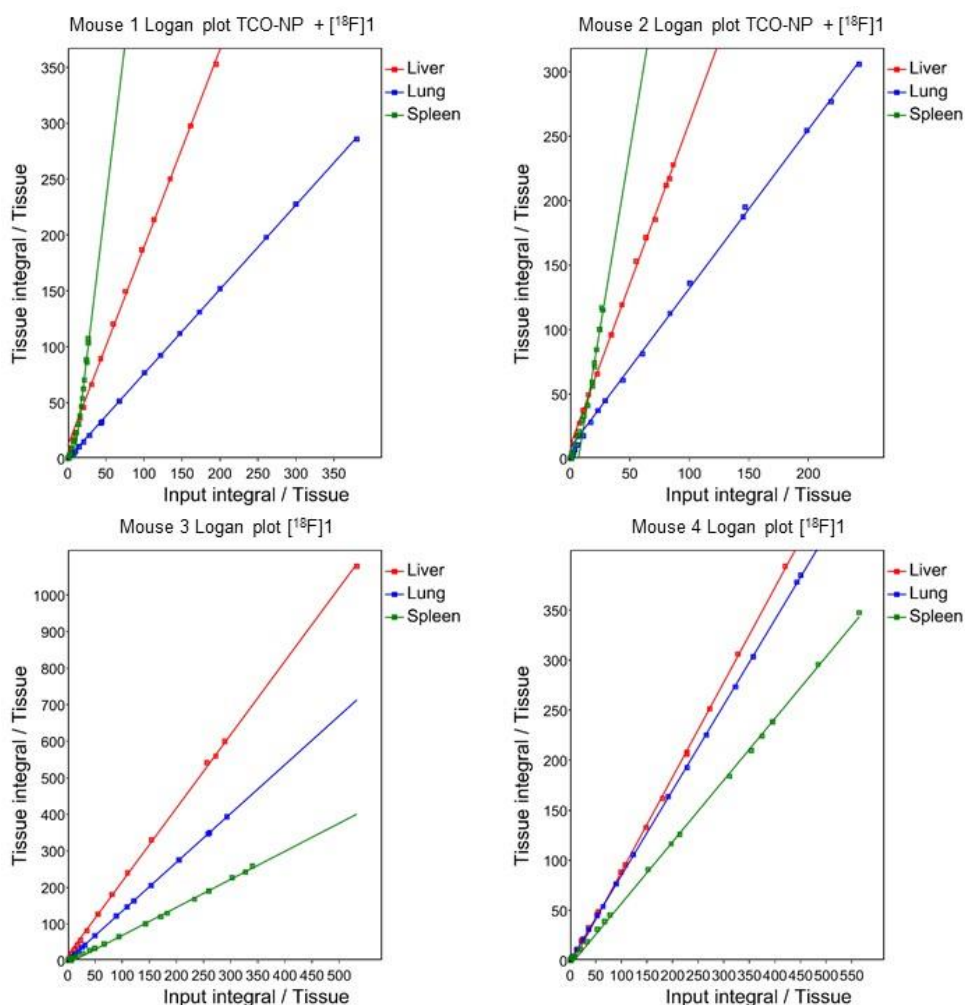 Mouse 1 Logan plot TCO-NP + [¹⁸F]1
350
300
250
200
150
100
50
0
Tissue integral / Tissue
0 50 100 150 200 250 300 350
Input integral / Tissue
Liver
Lung
Spleen
Mouse 2 Logan plot TCO-NP + [¹⁸F]1
300
250
200
150
100
50
0
Tissue integral / Tissue
0 50 100 150 200
Input integral / Tissue
Liver
Lung
Spleen
Mouse 3 Logan plot [¹⁸F]1
1000
900
800
700
600
500
400
300
200
100
0
Tissue integral / Tissue
0 50 100 150 200 250 300 350 400 450 500
Input integral / Tissue
Liver
Lung
Spleen
Mouse 4 Logan plot [¹⁸F]1
350
300
250
200
150
100
50
0
Tissue integral / Tissue
0 50 100 150 200 250 300 350 400 450 500 550
Input integral / Tissue
Liver
Lung
Spleen